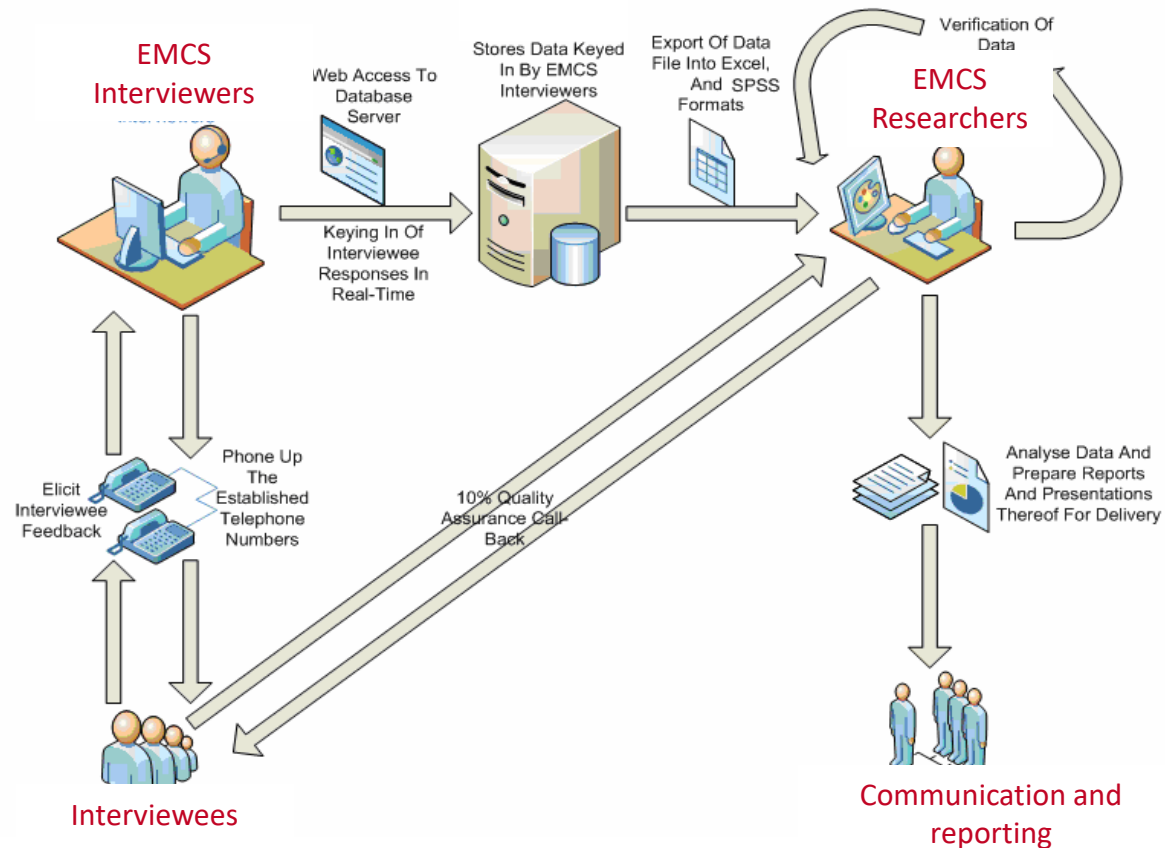 EMCS
Interviewers
Web Access To
Database
Server
Stores Data Keyed
In By EMCS
Interviewers
Export Of Data
File Into Excel,
And SPSS
Formats
Verification Of
Data
EMCS
Researchers
Keying In Of
Interviewee
Responses In
Real-Time
Elicit
Interviewee
Feedback
Phone Up
The
Established
Telephone
Numbers
10% Quality
Assurance Call-
Back
Analyse Data And
Prepare Reports
And Presentations
Thereof For Delivery
Interviewees
Communication and
reporting